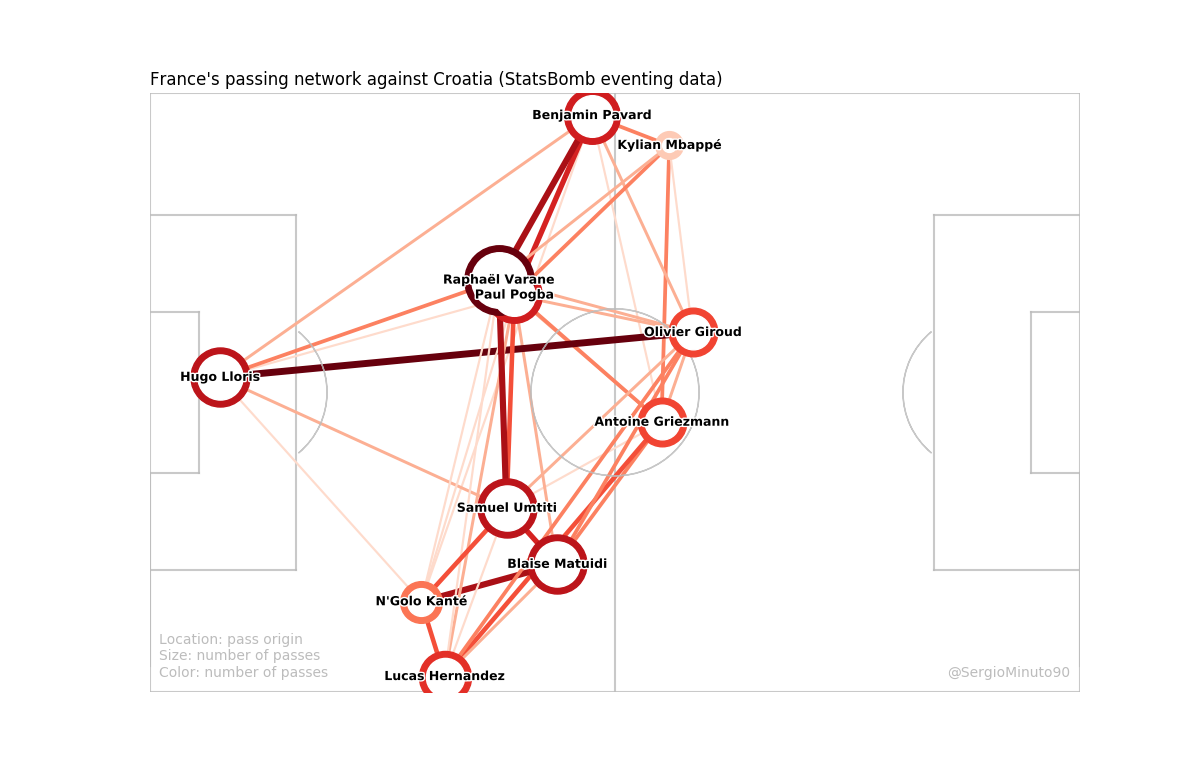 France's passing network against Croatia (StatsBomb eventing data)
Benjamin Pavard
Kylian Mbappé
Raphaël Varane
Paul Pogba
Olivier Giroud
Hugo Lloris
Antoine Griezmann
Samuel Umtiti
Blaise Matuidi
N'Golo Kanté
Lucas Hernandez
Location: pass origin
Size: number of passes
Color: number of passes
@SergioMinuto90